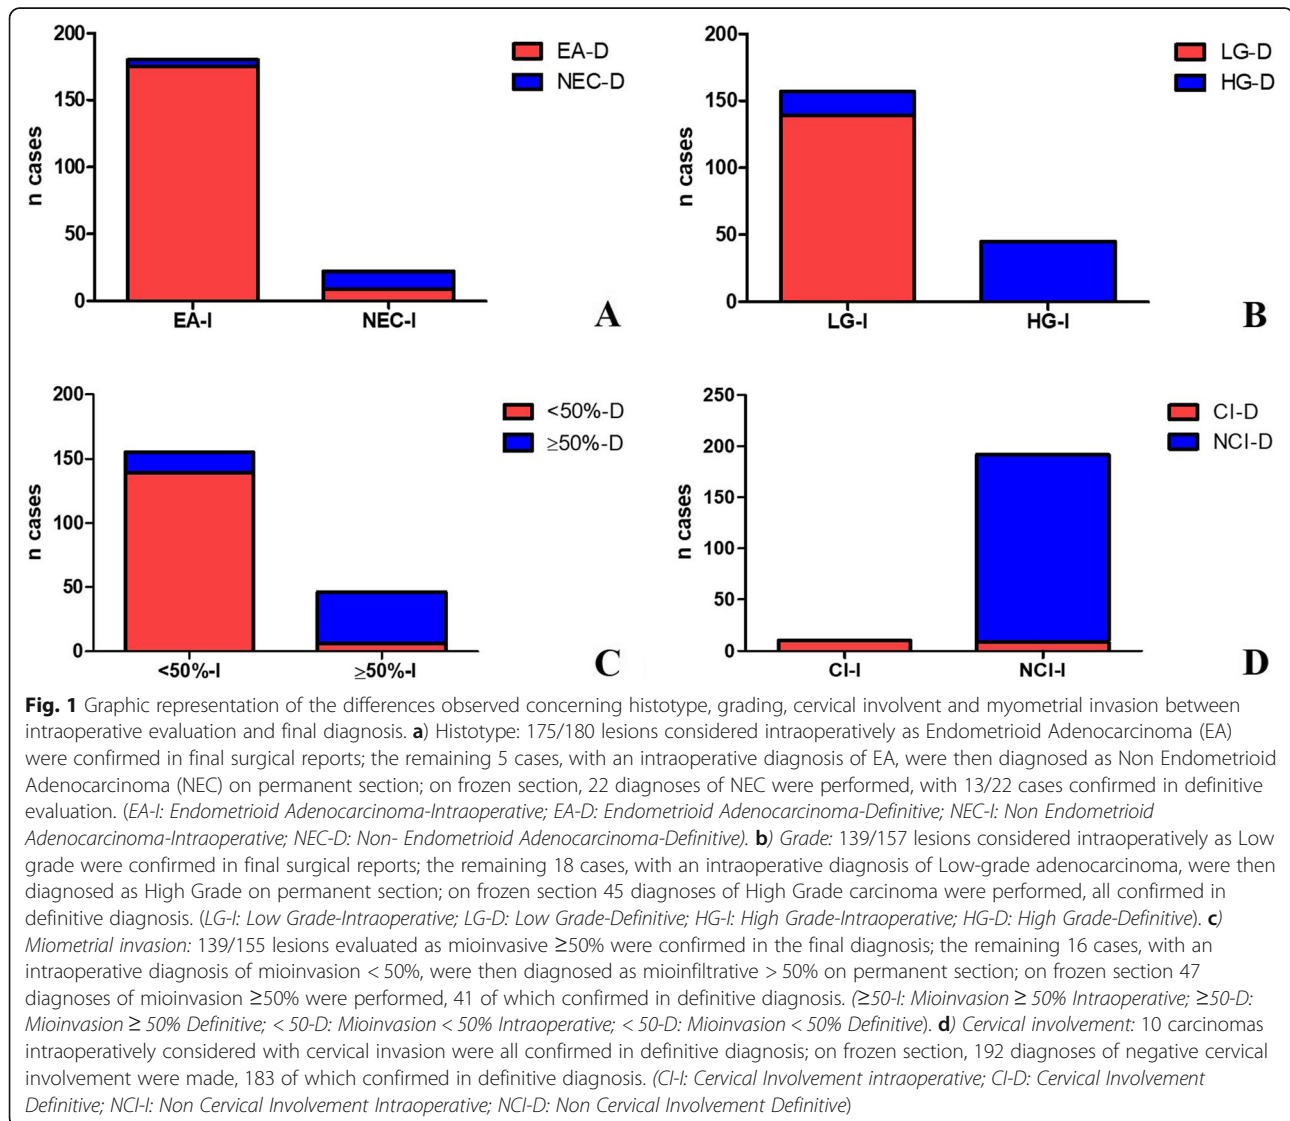 200
150
100
50
0
n cases
EA-D
NEC-D
EA-I
NEC-I
A
200
150
100
50
0
n cases
LG-D
HG-D
LG-I
HG-I
B
200
150
100
50
0
n cases
<50%-D
≥50%-D
<50%-I
≥50%-I
C
250
200
150
100
50
0
n cases
CI-D
NCI-D
CI-I
NCI-I
D
Fig. 1 Graphic representation of the differences observed concerning histotype, grading, cervical involvent and myometrial invasion between
intraoperative evaluation and final diagnosis. a) Histotype: 175/180 lesions considered intraoperatively as Endometrioid Adenocarcinoma (EA)
were confirmed in final surgical reports; the remaining 5 cases, with an intraoperative diagnosis of EA, were then diagnosed as Non Endometrioid
Adenocarcinoma (NEC) on permanent section; on frozen section, 22 diagnoses of NEC were performed, with 13/22 cases confirmed in definitive
evaluation. (EA-I: Endometrioid Adenocarcinoma-Intraoperative; EA-D: Endometrioid Adenocarcinoma-Definitive; NEC-I: Non Endometrioid
Adenocarcinoma-Intraoperative; NEC-D: Non- Endometrioid Adenocarcinoma-Definitive). b) Grade: 139/157 lesions considered intraoperatively as Low
grade were confirmed in final surgical reports; the remaining 18 cases, with an intraoperative diagnosis of Low-grade adenocarcinoma, were then
diagnosed as High Grade on permanent section; on frozen section 45 diagnoses of High Grade carcinoma were performed, all confirmed in
definitive diagnosis. (LG-I: Low Grade-Intraoperative; LG-D: Low Grade-Definitive; HG-I: High Grade-Intraoperative; HG-D: High Grade-Definitive). c)
Miometrial invasion: 139/155 lesions evaluated as mioinvasive ≥50% were confirmed in the final diagnosis; the remaining 16 cases, with an
intraoperative diagnosis of mioinvasion < 50%, were then diagnosed as mioinfiltrative > 50% on permanent section; on frozen section 47
diagnoses of mioinvasion ≥50% were performed, 41 of which confirmed in definitive diagnosis. (≥50-I: Mioinvasion ≥ 50% Intraoperative; ≥50-D:
Mioinvasion ≥ 50% Definitive; < 50-D: Mioinvasion < 50% Intraoperative; < 50-D: Mioinvasion < 50% Definitive). d) Cervical involvement: 10 carcinomas
intraoperatively considered with cervical invasion were all confirmed in definitive diagnosis; on frozen section, 192 diagnoses of negative cervical
involvement were made, 183 of which confirmed in definitive diagnosis. (CI-I: Cervical Involvement intraoperative; CI-D: Cervical Involvement
Definitive; NCI-I: Non Cervical Involvement Intraoperative; NCI-D: Non Cervical Involvement Definitive)